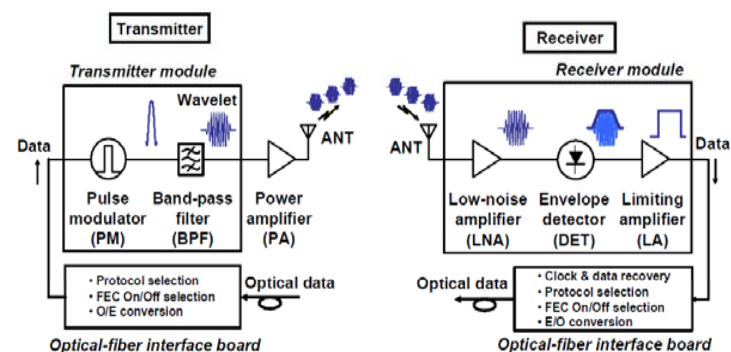 Transmitter
Transmitter module
Wavelet
Data
ANT
Pulse
modulator
(PM)
Band-pass
filter
(BPF)
Power
amplifier
(PA)
• Protocol selection
• FEC On/Off selection
• O/E conversion
Optical data
Optical-fiber interface board
Receiver
Receiver module
ANT
Data
Low-noise
amplifier
(LNA)
Envelope
detector
(DET)
Limiting
amplifier
(LA)
Optical data
• Clock & data recovery
• Protocol selection
• FEC On/Off selection
• E/O conversion
Optical-fiber interface board